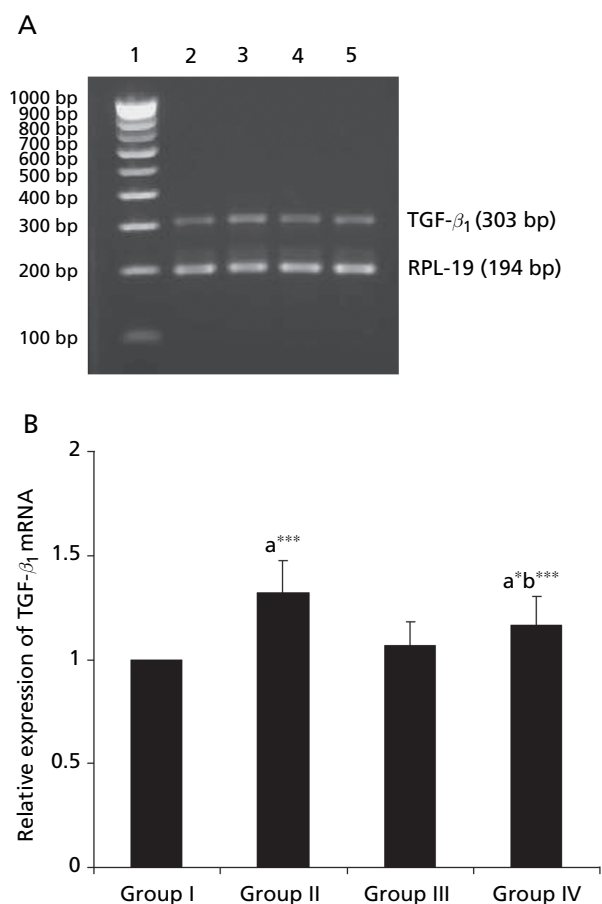 A
1 2 3 4 5
1000 bp
900 bp
800 bp
700 bp
600 bp
500 bp
400 bp
300 bp
200 bp
100 bp
TGF-β₁ (303 bp)
RPL-19 (194 bp)
B
Relative expression of TGF-β₁ mRNA
2
1.5
1
0.5
0
a***
a*b***
Group I Group II Group III Group IV